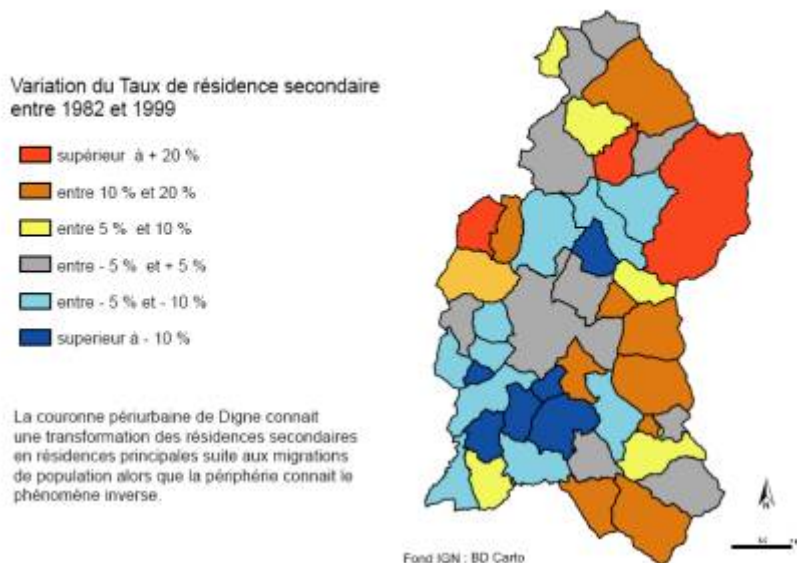 Variation du Taux de résidence secondaire
entre 1982 et 1999
supérieur à + 20 %
entre 10 % et 20 %
entre 5 % et 10 %
entre - 5 % et + 5 %
entre - 5 % et - 10 %
superieur à - 10 %
La couronne périurbaine de Digne connait
une transformation des résidences secondaires
en résidences principales suite aux migrations
de population alors que la périphérie connait le
phénomène inverse.
Fond IGN : BD Carto